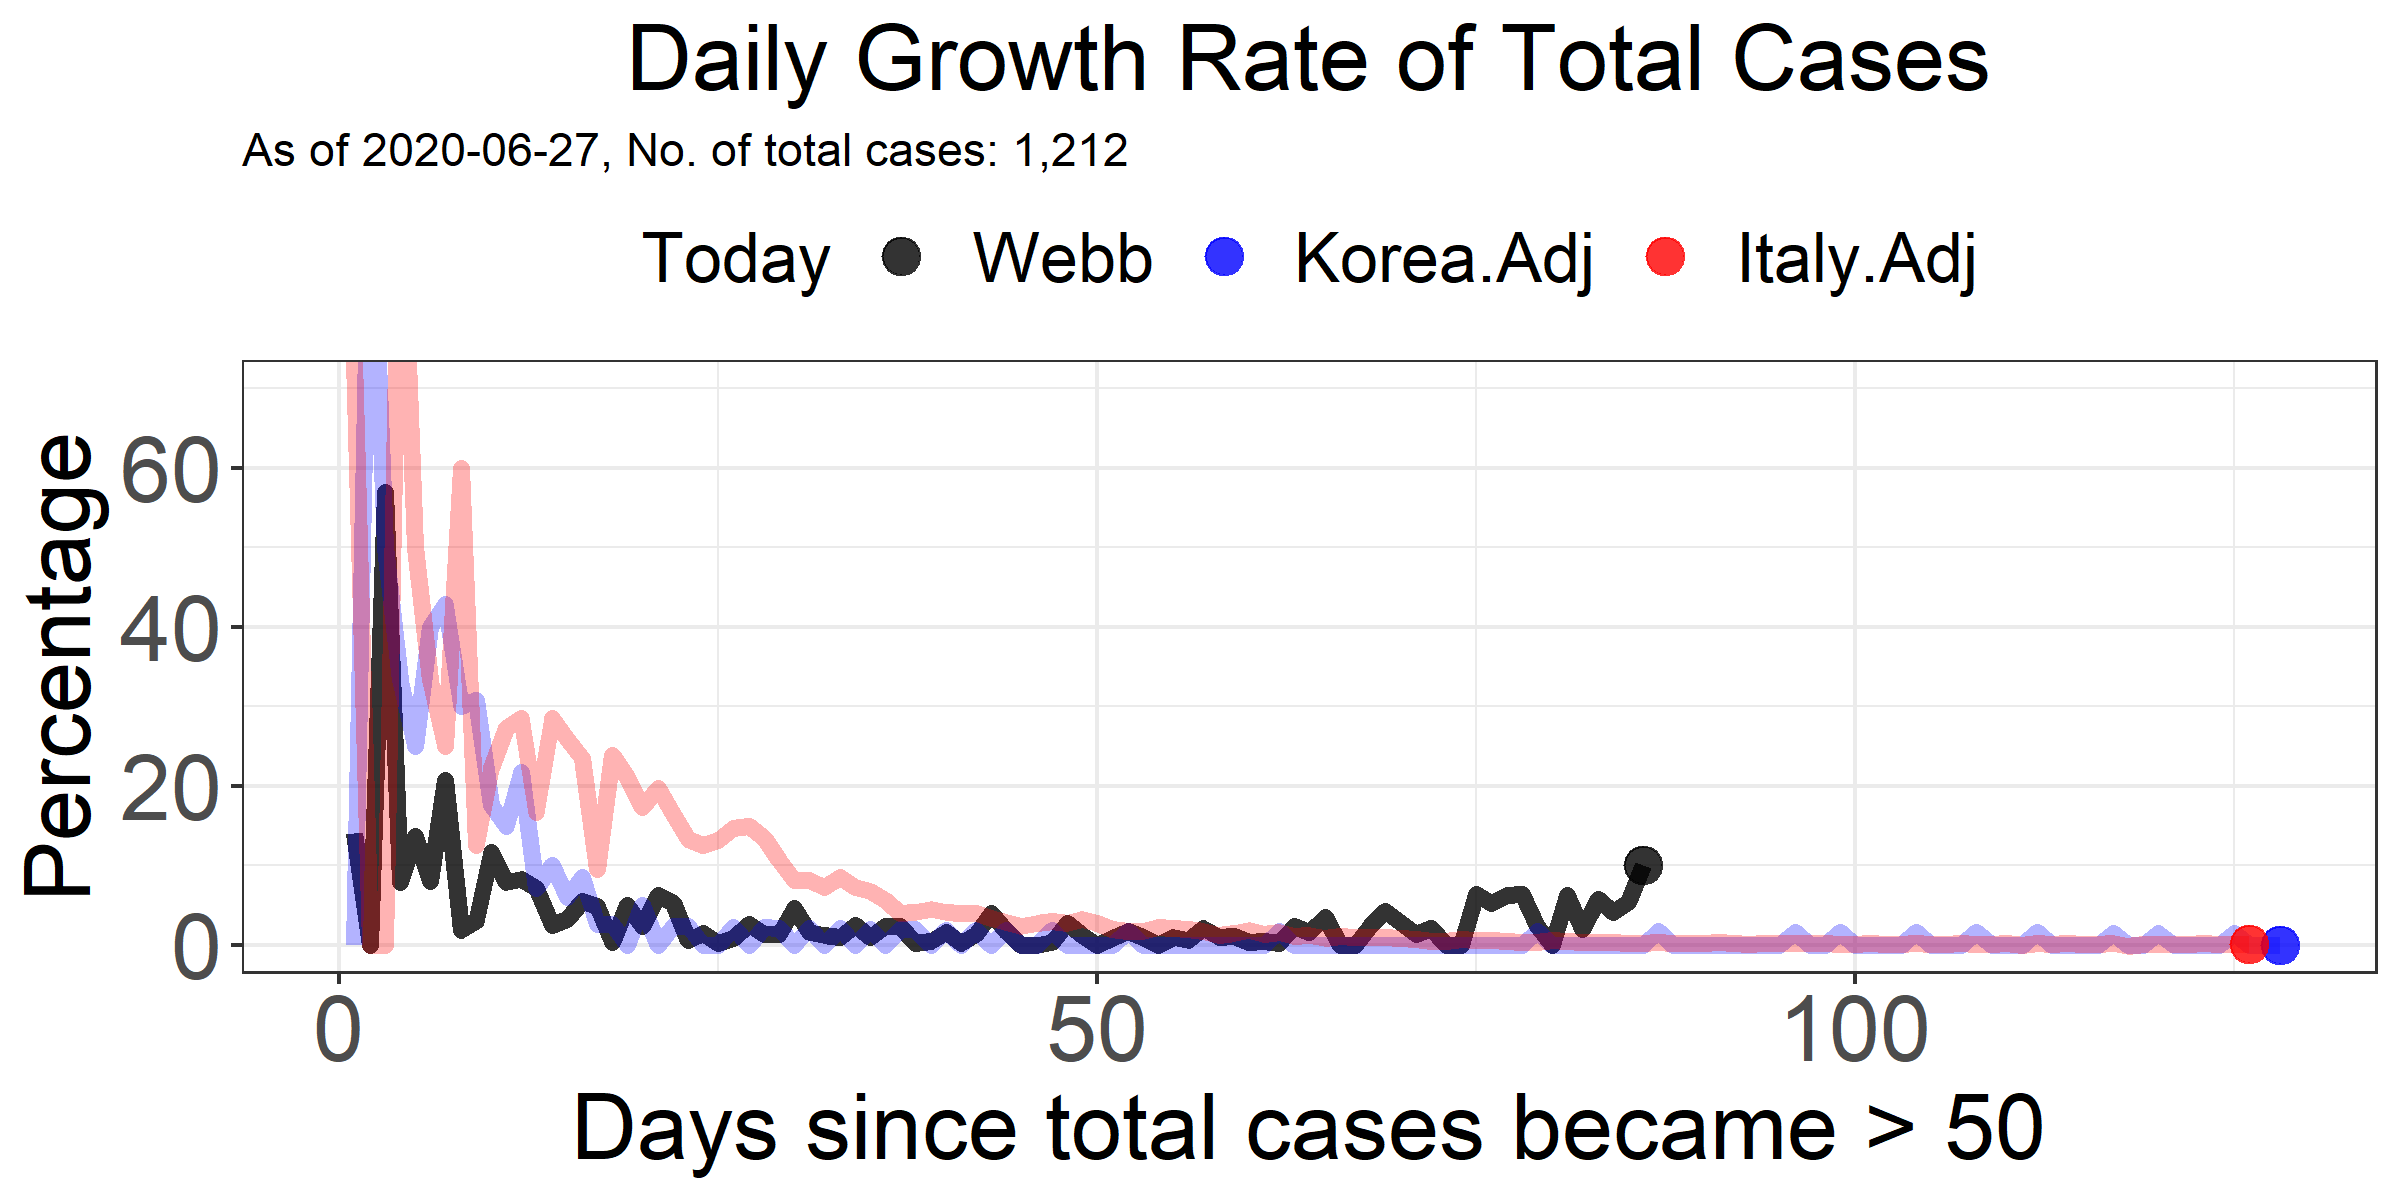 Daily Growth Rate of Total Cases
As of 2020-06-27, No. of total cases: 1,212
Today Webb Korea.Adj Italy.Adj
Percentage
60
40
20
0
0 50 100
Days since total cases became > 50